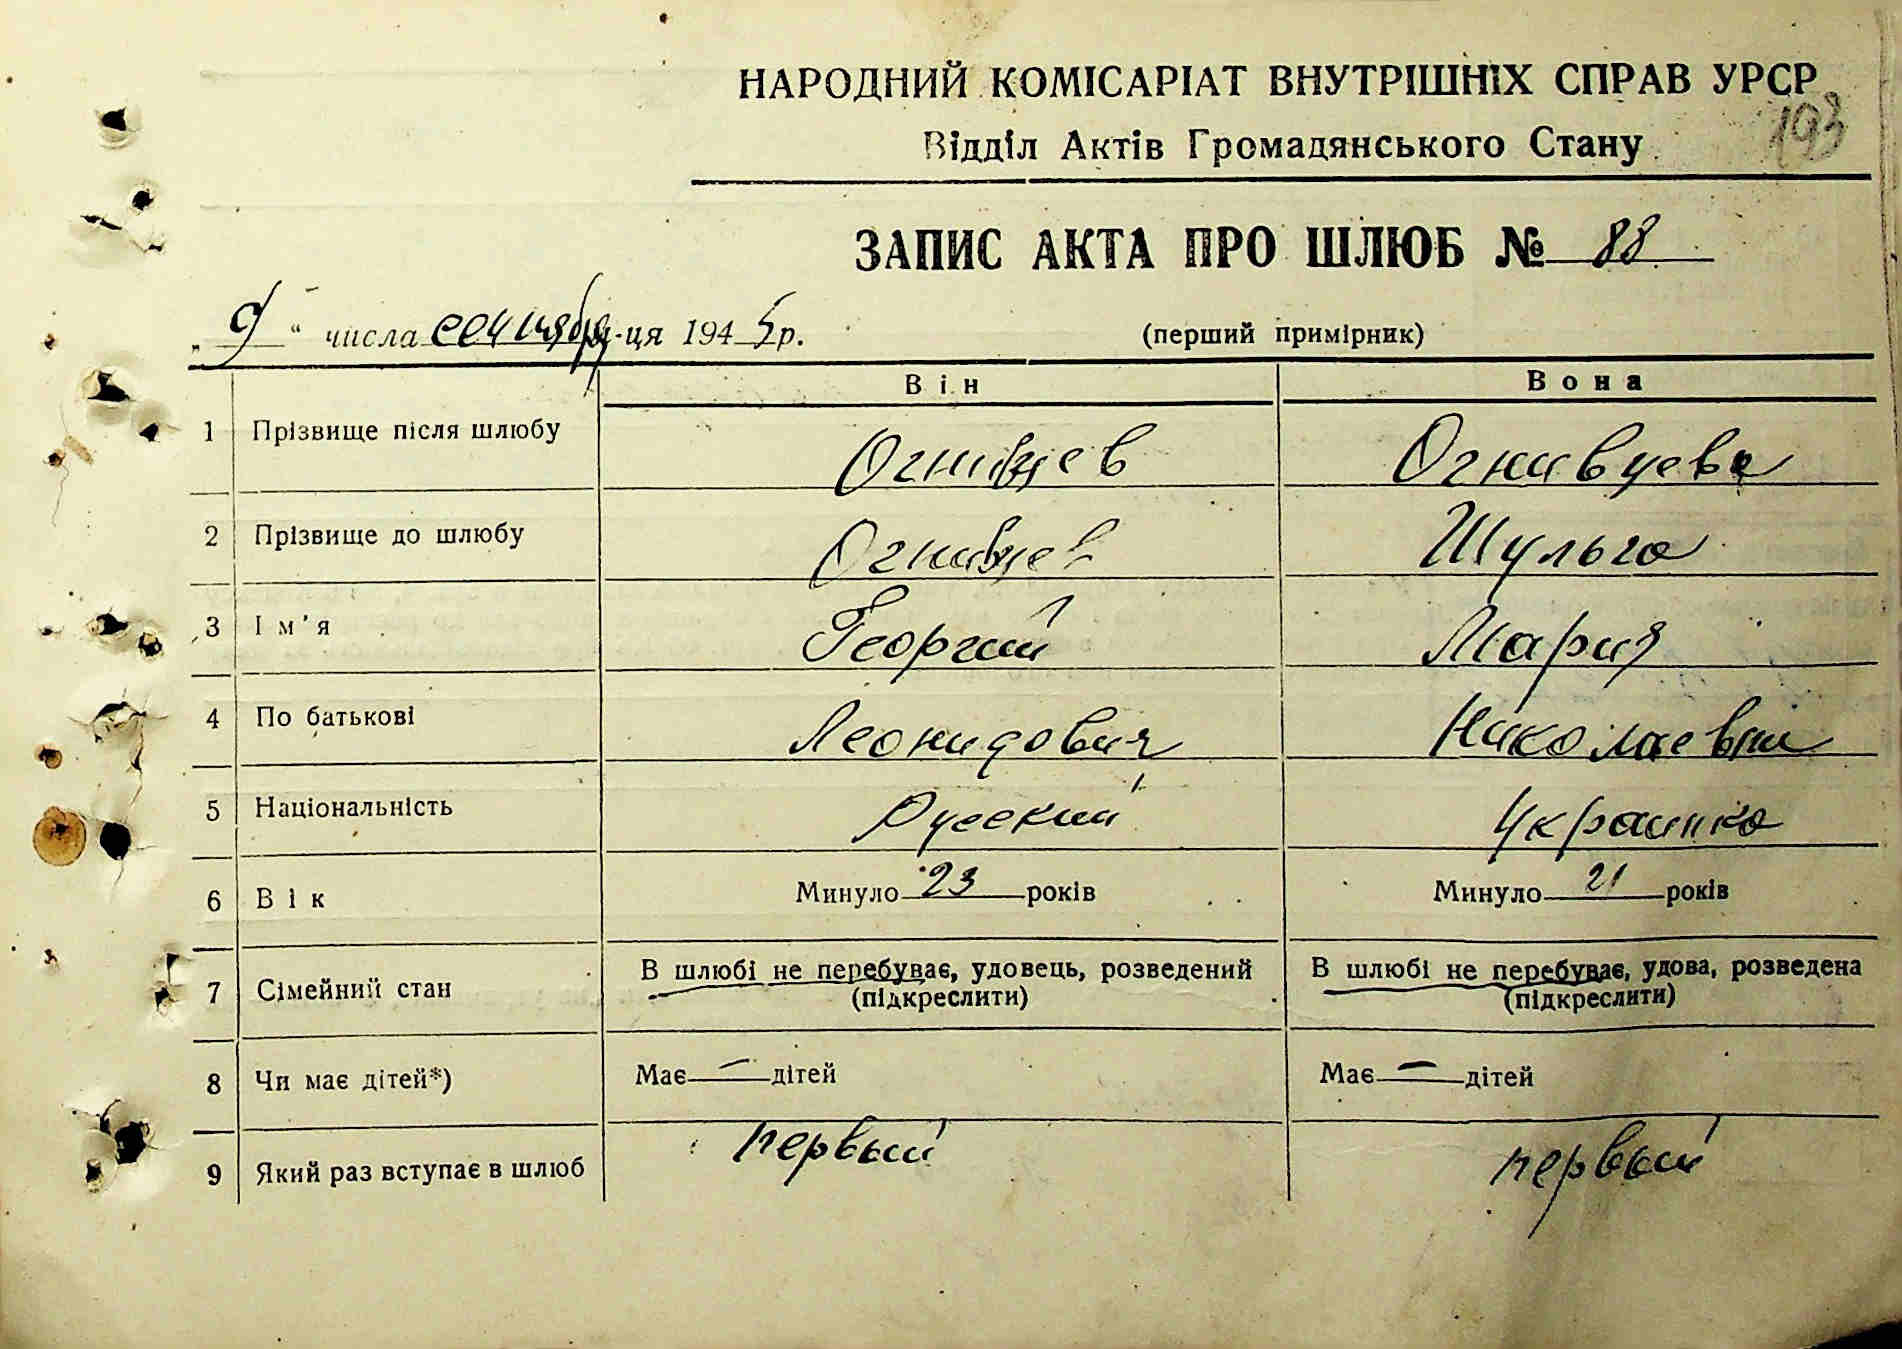 НАРОДНИЙ КОМІСАРІАТ ВНУТРІШНІХ СПРАВ УРСР
193
Відділ Актів Громадянського Стану
ЗАПИС АКТА ПРО ШЛЮБ № 88
„9“ числа сентября-ця 1945р. (перший примірник)
Він Вона
1 Прізвище після шлюбу Огнивцев Огнивцева
2 Прізвище до шлюбу Огнивцев Шульга
3 Ім’я Георгий Мария
4 По батькові Леонидович Николаевна
5 Національність Русский Украинка
6 Вік Минуло 23 років Минуло 21 років
7 Сімейний стан В шлюбі не перебуває, удовець, розведений (підкреслити) В шлюбі не перебуває, удова, розведена (підкреслити)
8 Чи має дітей*) Має — дітей Має — дітей
9 Який раз вступає в шлюб первый первый